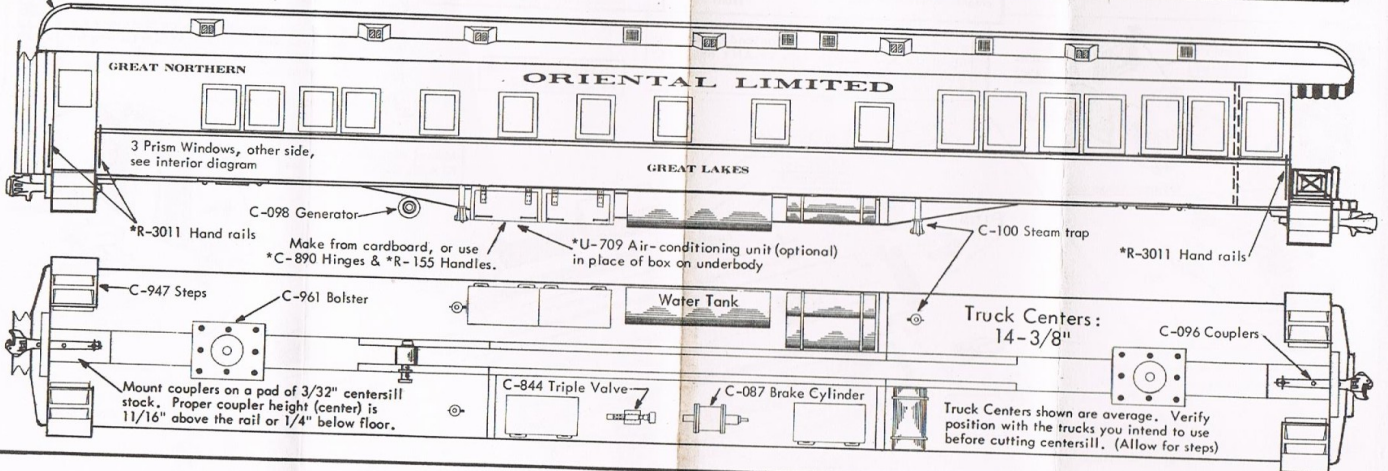 GREAT NORTHERN
ORIENTAL LIMITED
3 Prism Windows, other side,
see interior diagram
GREAT LAKES
C-098 Generator
*R-3011 Hand rails
Make from cardboard, or use
*C-890 Hinges & *R-155 Handles.
*U-709 Air-conditioning unit (optional)
in place of box on underbody
C-100 Steam trap
*R-3011 Hand rails
C-947 Steps
C-961 Bolster
Water Tank
Truck Centers:
14-3/8"
C-096 Couplers
Mount couplers on a pad of 3/32" centersill
stock. Proper coupler height (center) is
11/16" above the rail or 1/4" below floor.
C-844 Triple Valve
C-087 Brake Cylinder
Truck Centers shown are average. Verify
position with the trucks you intend to use
before cutting centersill. (Allow for steps)